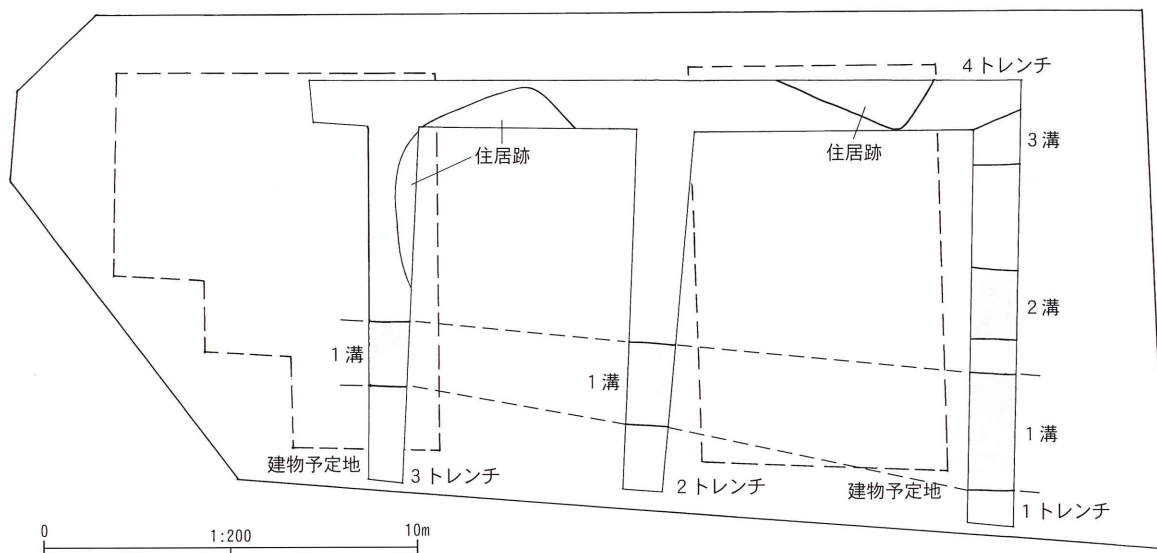 4トレンチ
住居跡
住居跡
3溝
2溝
1溝
1溝
1溝
建物予定地
3トレンチ
2トレンチ
建物予定地
1トレンチ
0
1:200
10m